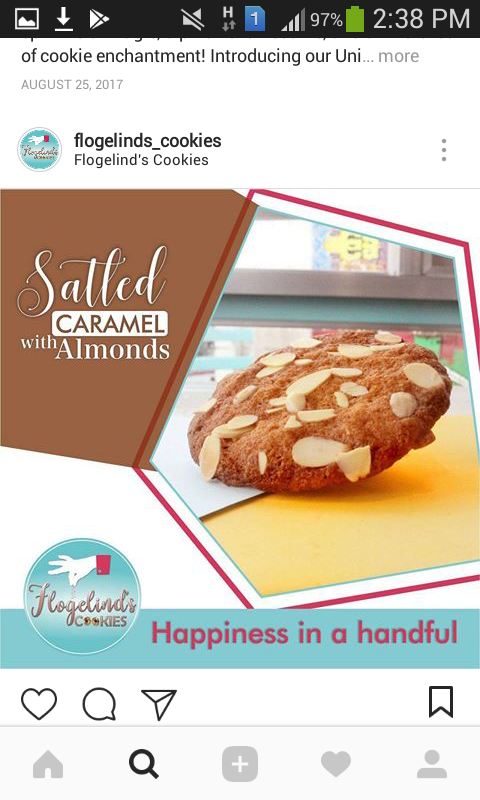 H 1 97% 2:38 PM
of cookie enchantment! Introducing our Uni... more
AUGUST 25, 2017
flogelinds_cookies
Flogelind's Cookies
Salted
CARAMEL
with Almonds
Flogelind's
COOKIES
Happiness in a handful